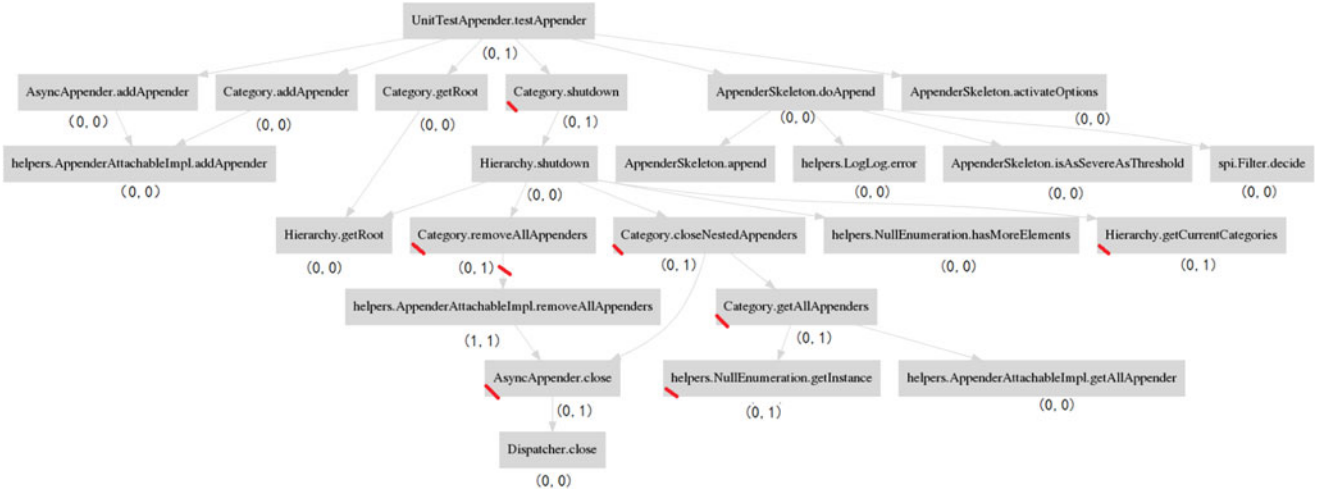 UnitTestAppender.testAppender
(0, 1)
AsyncAppender.addAppender
Category.addAppender
Category.getRoot
Category.shutdown
AppenderSkeleton.doAppend
AppenderSkeleton.activateOptions
(0, 0)
(0, 0)
(0, 0)
(0, 1)
(0, 0)
(0, 0)
helpers.AppenderAttachableImpl.addAppender
Hierarchy.shutdown
AppenderSkeleton.append
helpers.LogLog.error
AppenderSkeleton.isAsSevereAsThreshold
spi.Filter.decide
(0, 0)
(0, 0)
(0, 0)
(0, 0)
(0, 0)
Hierarchy.getRoot
Category.removeAllAppenders
Category.closeNestedAppenders
helpers.NullEnumeration.hasMoreElements
Hierarchy.getCurrentCategories
(0, 0)
(0, 1)
(0, 1)
(0, 0)
(0, 1)
helpers.AppenderAttachableImpl.removeAllAppenders
Category.getAllAppenders
(1, 1)
(0, 1)
AsyncAppender.close
helpers.NullEnumeration.getInstance
helpers.AppenderAttachableImpl.getAllAppender
(0, 1)
(0, 1)
(0, 0)
Dispatcher.close
(0, 0)